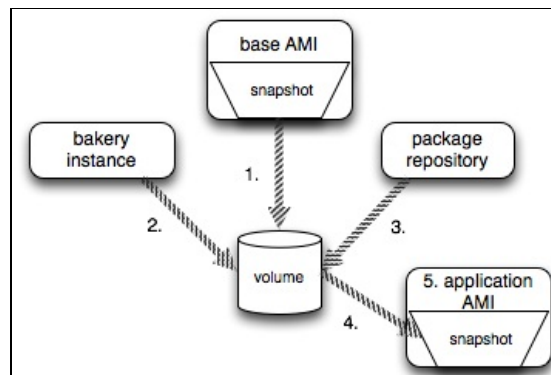 base AMI
snapshot
bakery
instance
package
repository
1.
2.
3.
volume
4.
5. application
AMI
snapshot